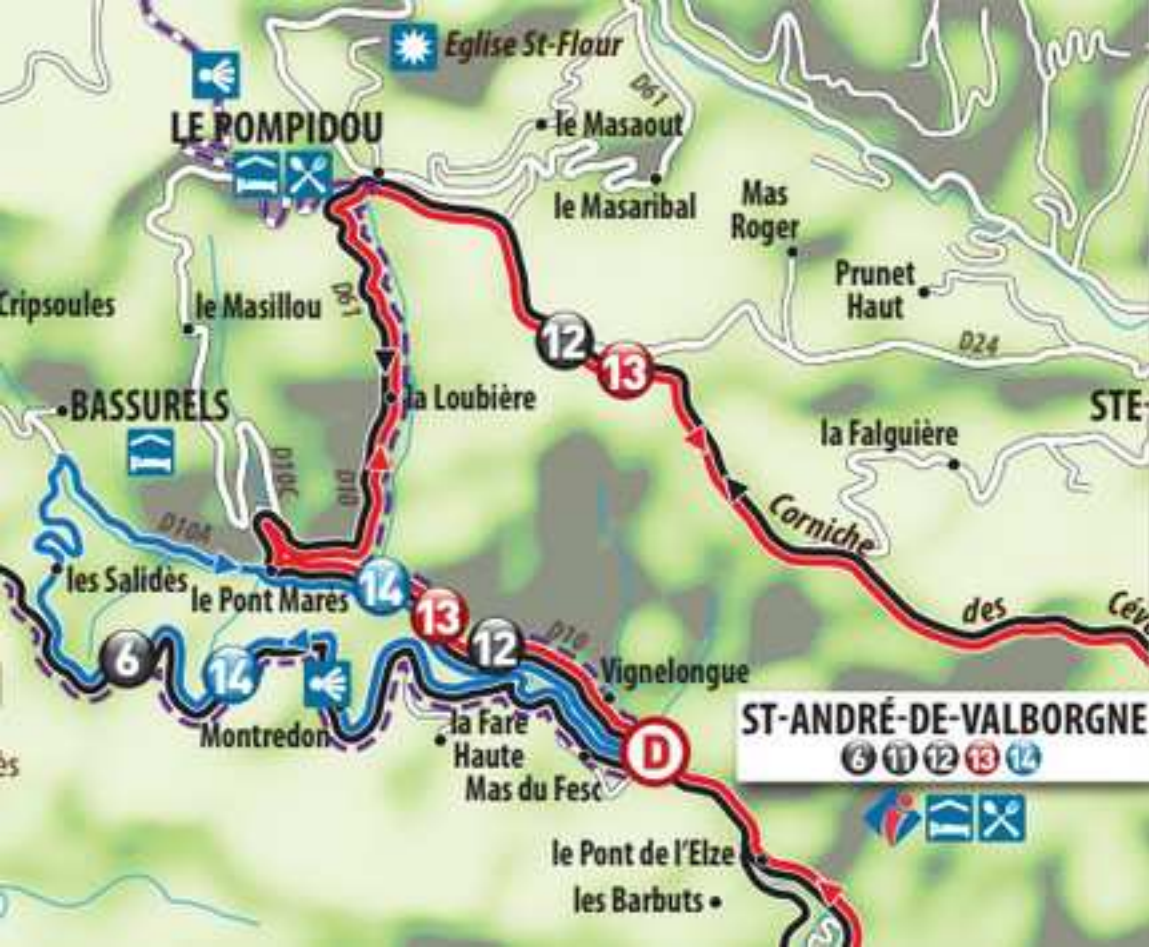 Eglise St-Flour
D61
LE POMPIDOU
le Masaout
le Masaribal
Mas
Roger
Prunet
Haut
Cripsoules
le Masillou
D61
12
13
D24
BASSURELS
la Loubière
STE-
la Falguière
D10C
D10
D10A
Corniche
des
Céve
les Salidès
le Pont Marès
14
13
12
D10
6
14
Vignelongue
Montredon
la Fare
Haute
D
ST-ANDRÉ-DE-VALBORGNE
6 11 12 13 14
ès
Mas du Fesc
le Pont de l'Elze
les Barbuts